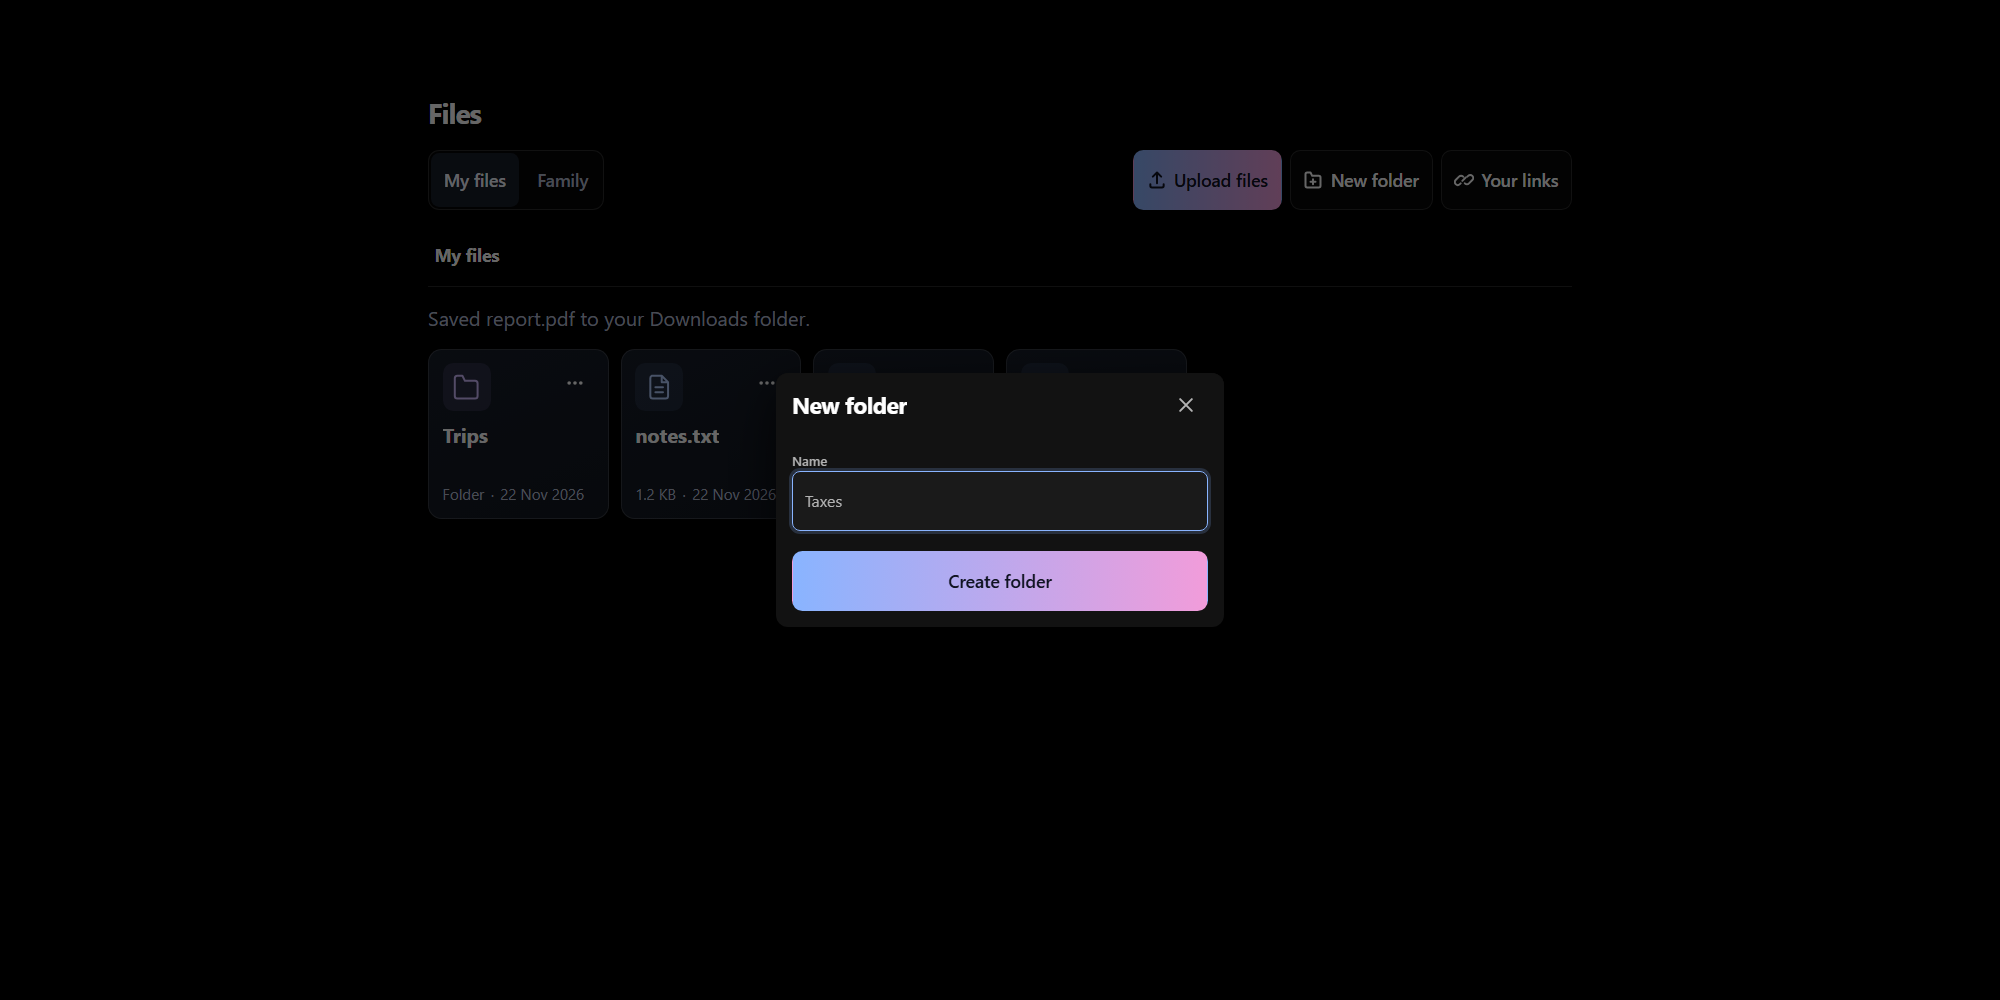 Files
My files
Family
Upload files
New folder
Your links
My files
Saved report.pdf to your Downloads folder.
Trips
Folder · 22 Nov 2026
notes.txt
1.2 KB · 22 Nov 2026
New folder
Name
Taxes
Create folder